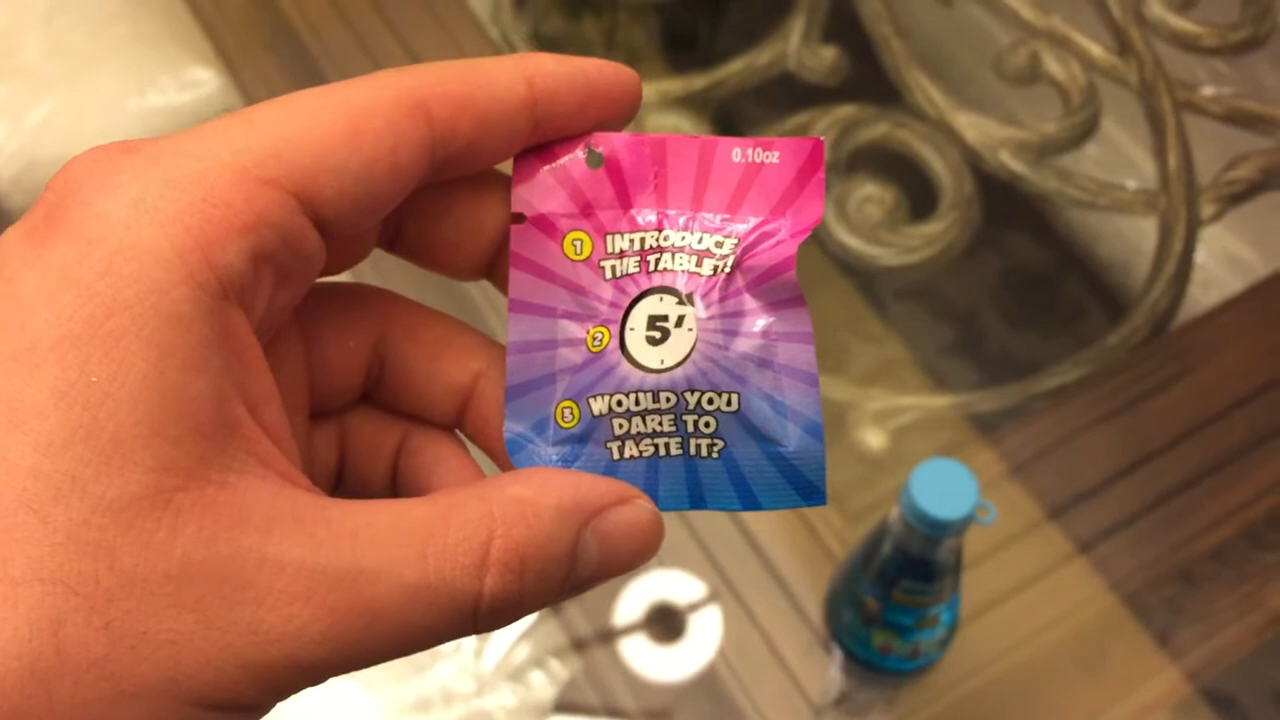 0.10oz
1 INTRODUCE
THE TABLET!
2 5'
3 WOULD YOU
DARE TO
TASTE IT?